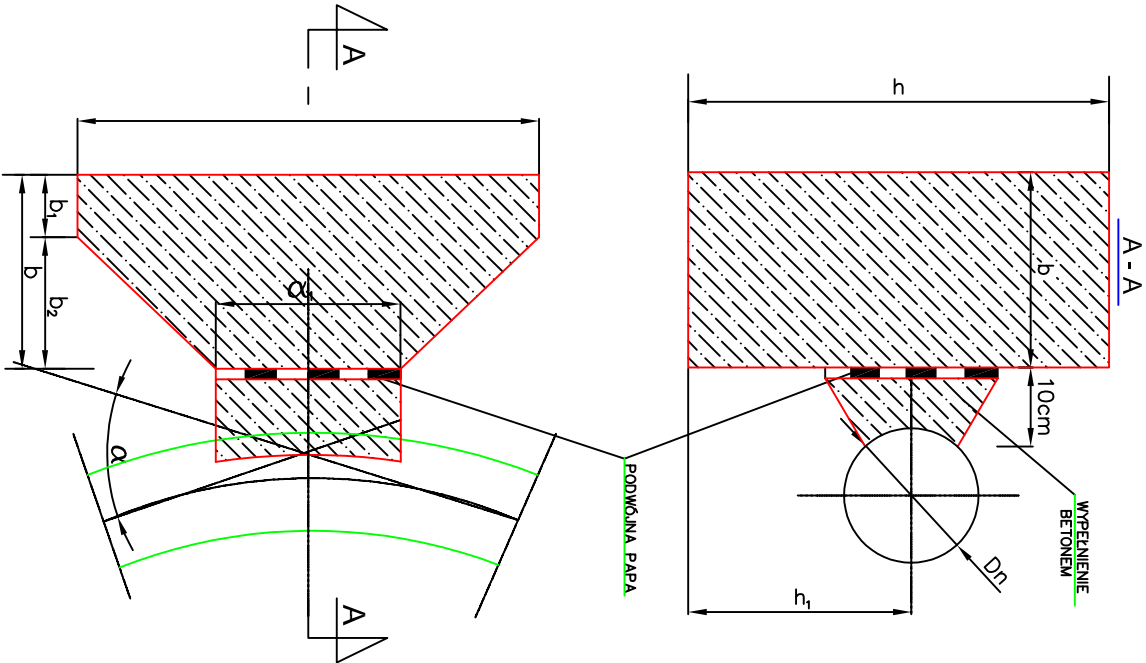 A
A
α₁
b₁
b
b₂
α
A - A
h
b
10cm
WYPEŁNIENIE
BETONEM
Dn
h₁
PODWÓJNA PAPA